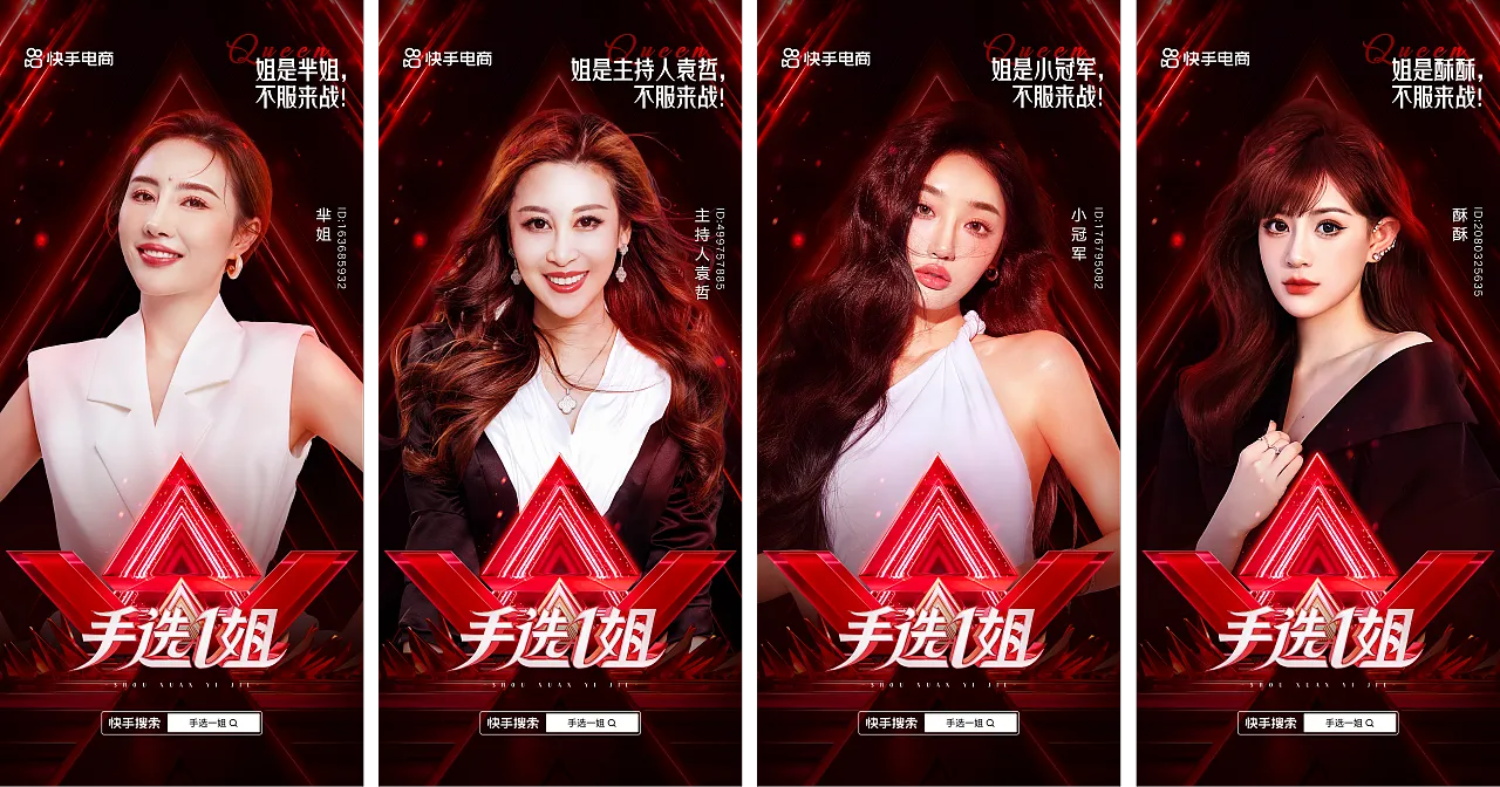 快手电商
Queen
姐是芈姐，
不服来战！
芈姐
ID:1636685932
手选1姐
SHOU XUAN YI JIE
快手搜索
手选一姐
快手电商
Queen
姐是主持人袁哲，
不服来战！
主持人袁哲
ID:499757885
手选1姐
SHOU XUAN YI JIE
快手搜索
手选一姐
快手电商
Queen
姐是小冠军，
不服来战！
小冠军
ID:176795082
手选1姐
SHOU XUAN YI JIE
快手搜索
手选一姐
快手电商
Queen
姐是酥酥，
不服来战！
酥酥
ID:2080325635
手选1姐
SHOU XUAN YI JIE
快手搜索
手选一姐